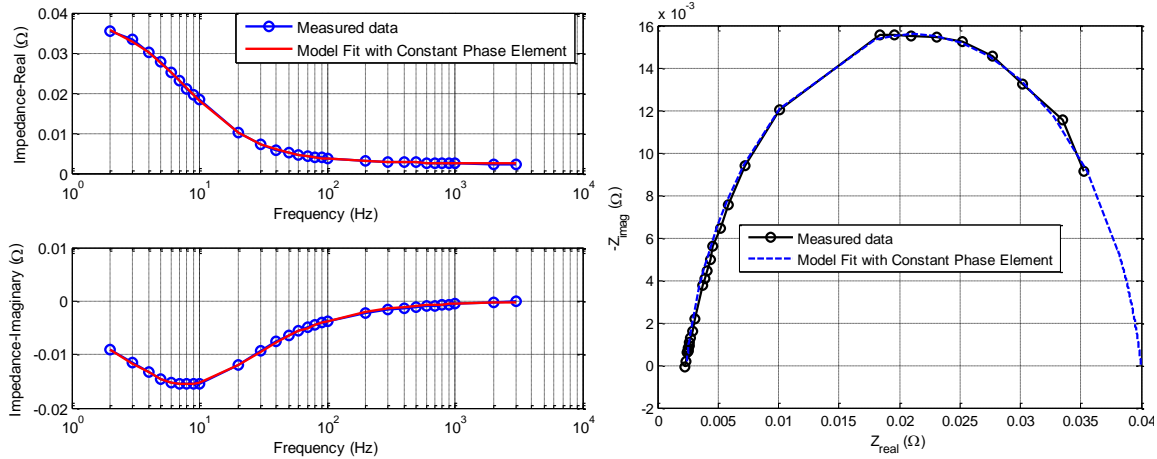 0.04
0.03
0.02
0.01
0
Impedance-Real (Ω)
Measured data
Model Fit with Constant Phase Element
10^0 10^1 10^2 10^3 10^4
Frequency (Hz)
0.01
0
-0.01
-0.02
Impedance-Imaginary (Ω)
10^0 10^1 10^2 10^3 10^4
Frequency (Hz)
x 10^-3
16
14
12
10
8
6
4
2
0
-2
-Z_imag (Ω)
Measured data
Model Fit with Constant Phase Element
0 0.005 0.01 0.015 0.02 0.025 0.03 0.035 0.04
Z_real (Ω)